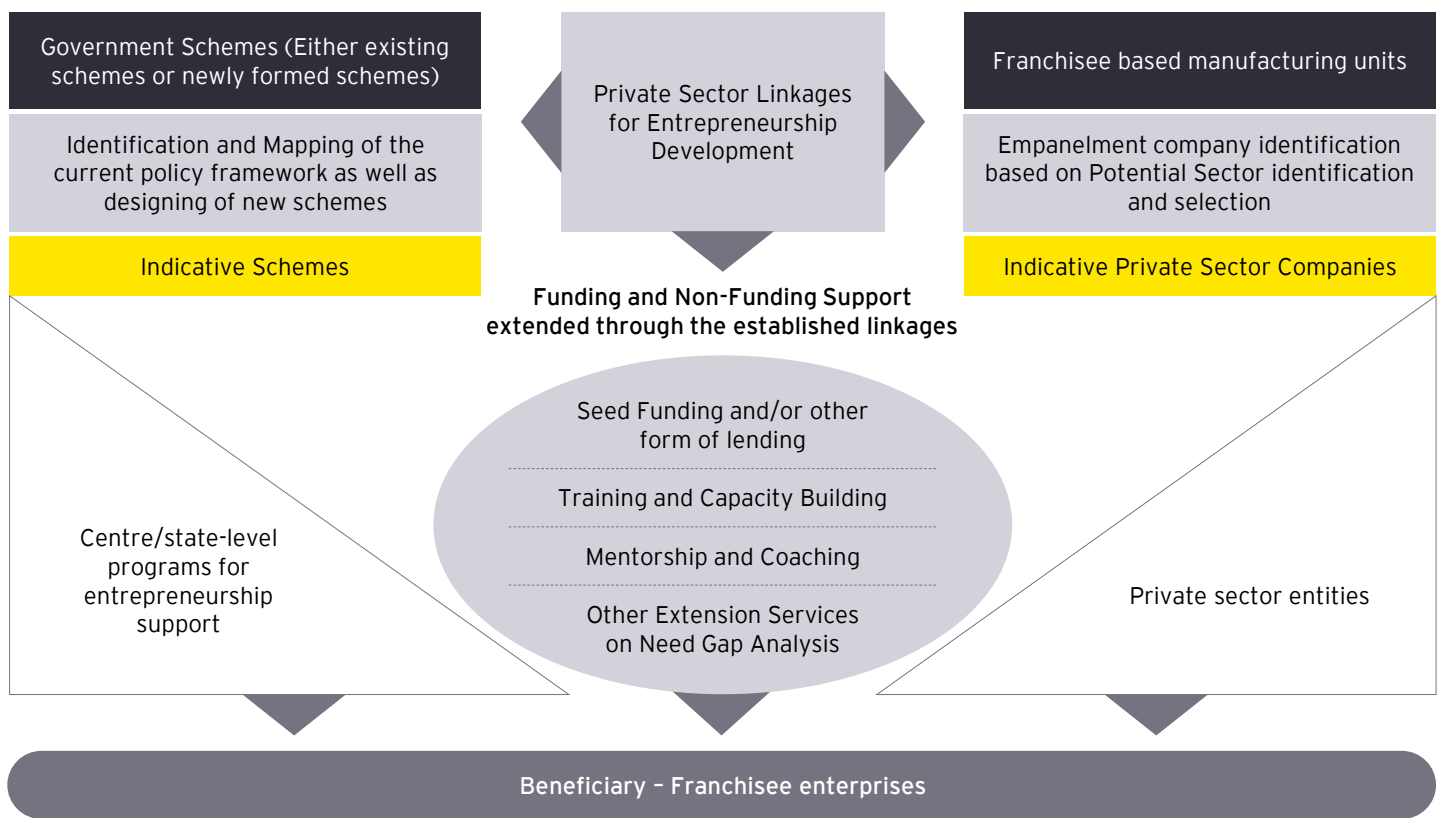 Government Schemes (Either existing
schemes or newly formed schemes)
Identification and Mapping of the
current policy framework as well as
designing of new schemes
Indicative Schemes
Centre/state-level
programs for
entrepreneurship
support
Private Sector Linkages
for Entrepreneurship
Development
Funding and Non-Funding Support
extended through the established linkages
Seed Funding and/or other
form of lending
Training and Capacity Building
Mentorship and Coaching
Other Extension Services
on Need Gap Analysis
Franchisee based manufacturing units
Empanelment company identification
based on Potential Sector identification
and selection
Indicative Private Sector Companies
Private sector entities
Beneficiary – Franchisee enterprises